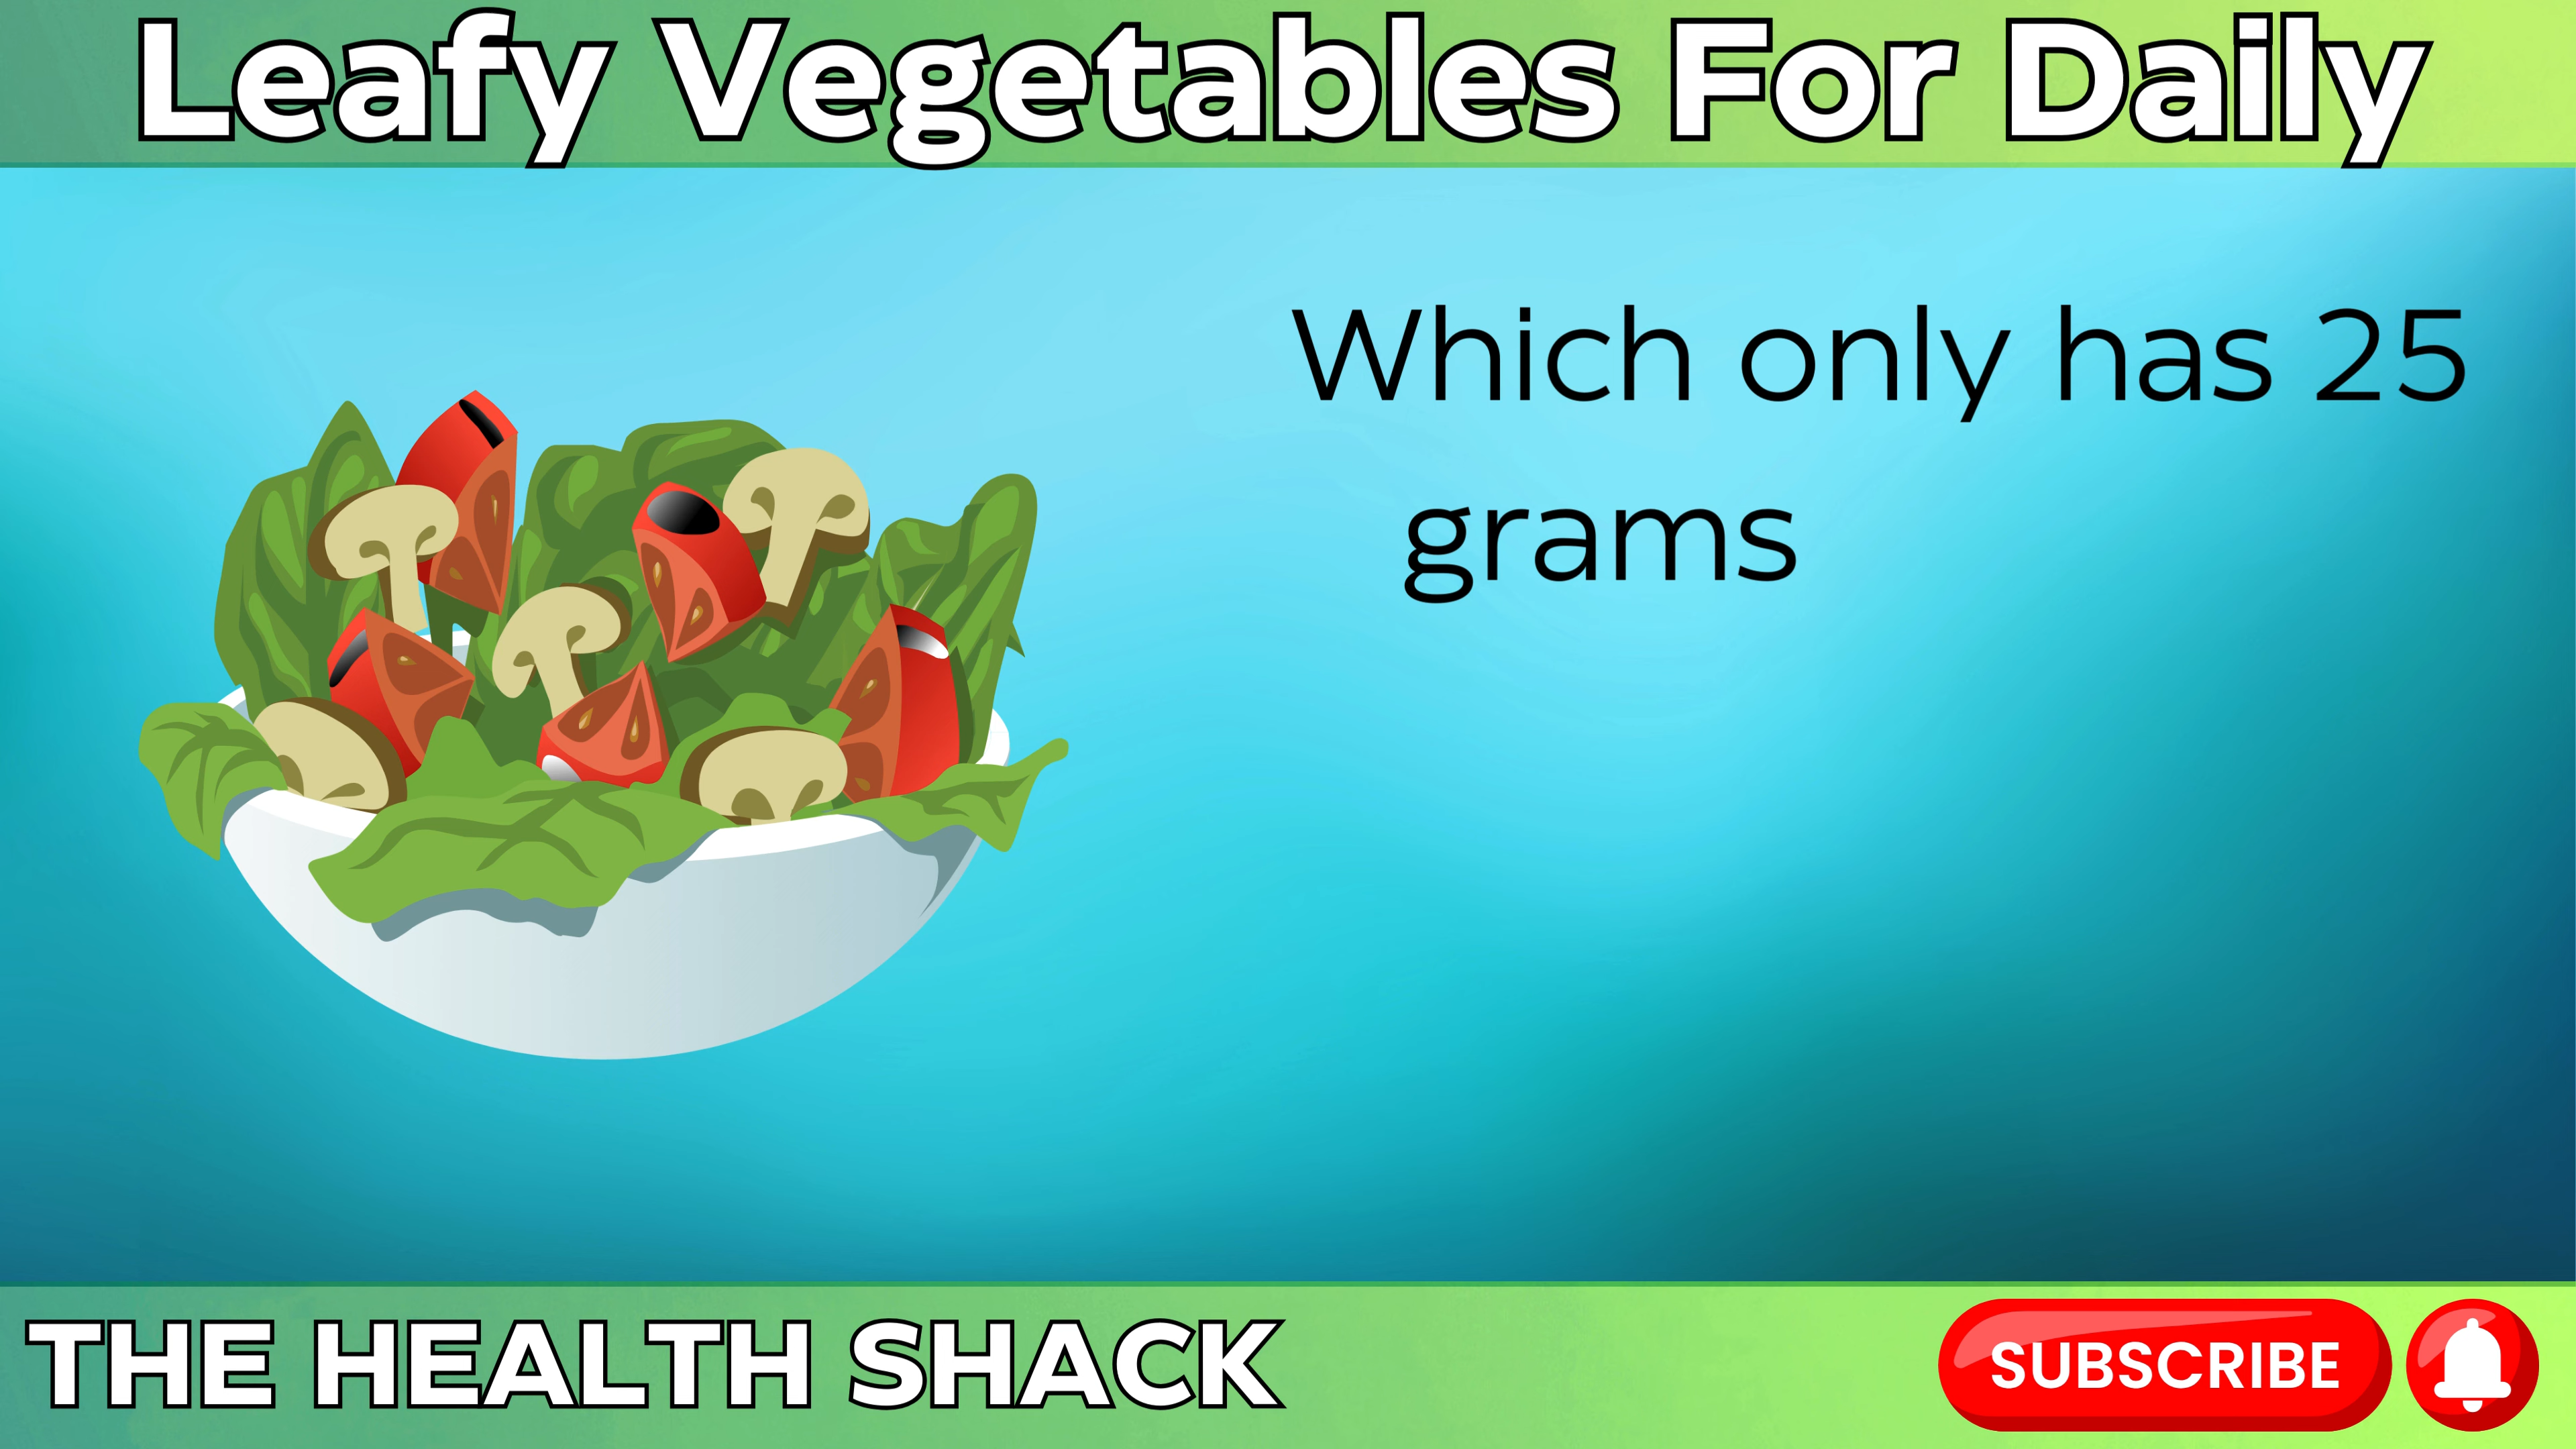 Leafy Vegetables For Daily
Which only has 25
grams
THE HEALTH SHACK
SUBSCRIBE